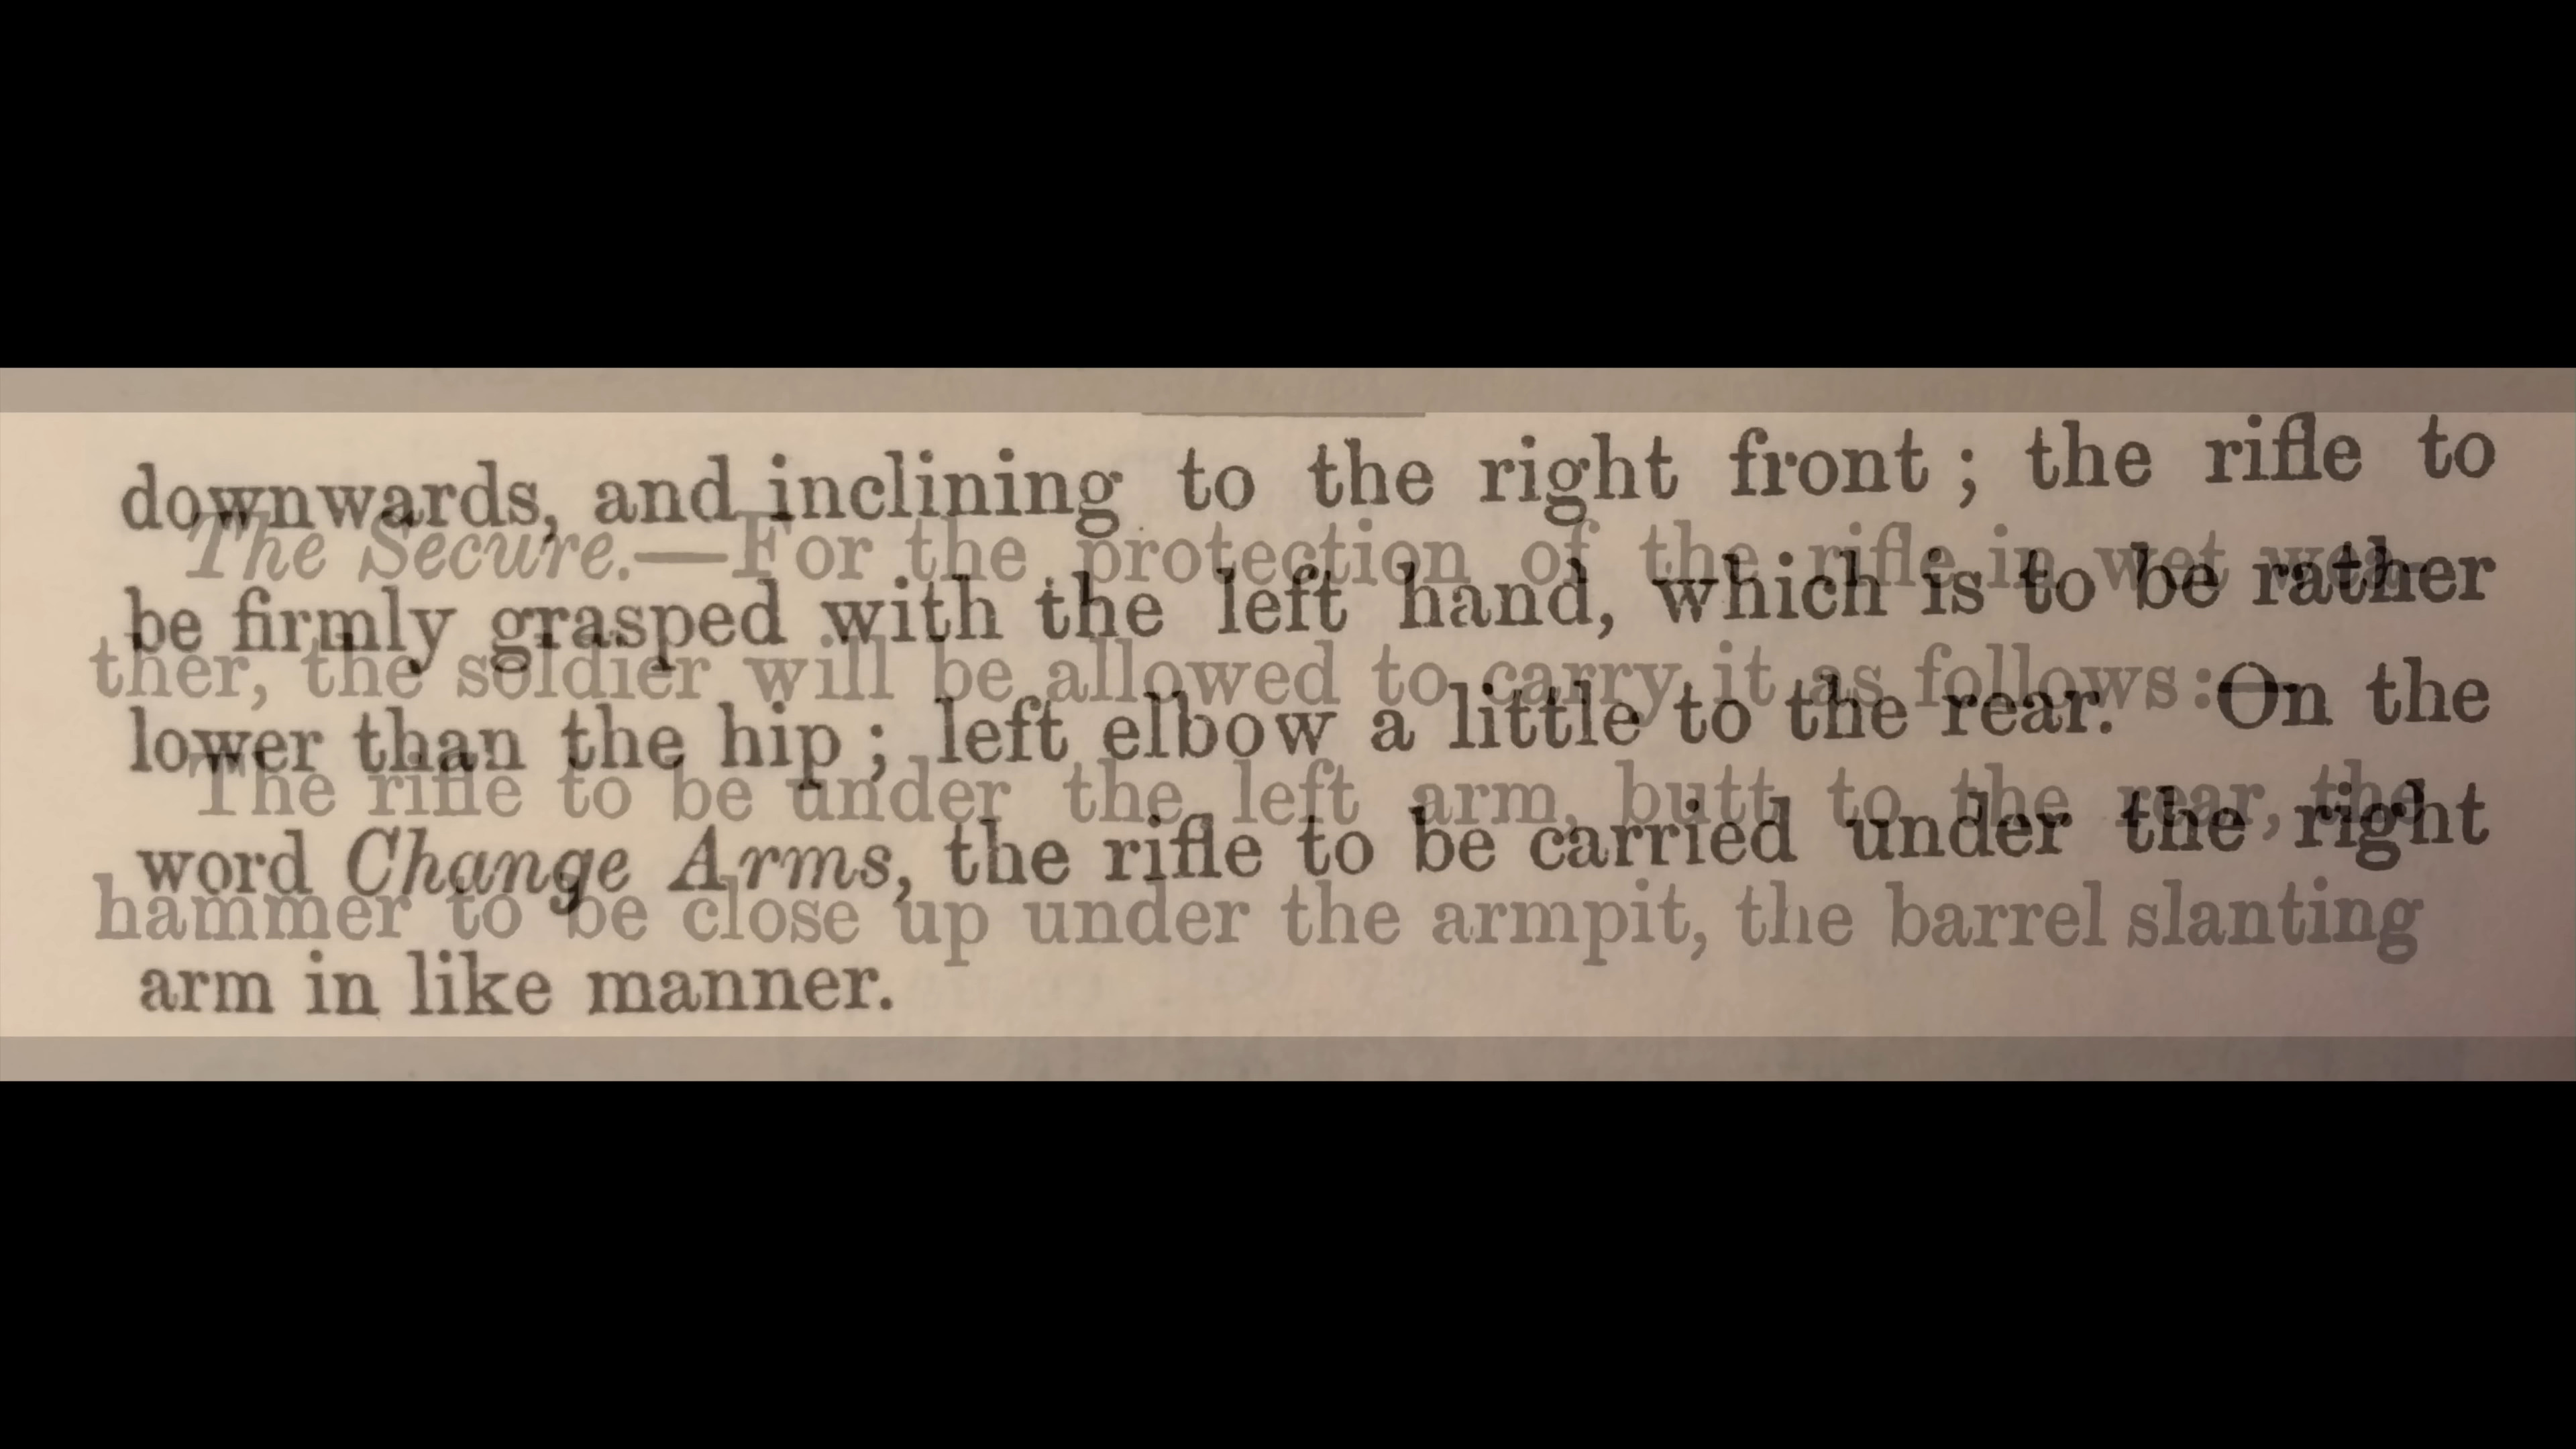 The Secure.—For the protection of the rifle in wet wea-
ther, the soldier will be allowed to carry it as follows:—
The rifle to be under the left arm, butt to the rear, the
hammer to be close up under the armpit, the barrel slanting
downwards, and inclining to the right front ; the rifle to
be firmly grasped with the left hand, which is to be rather
lower than the hip ; left elbow a little to the rear. On the
word Change Arms, the rifle to be carried under the right
arm in like manner.